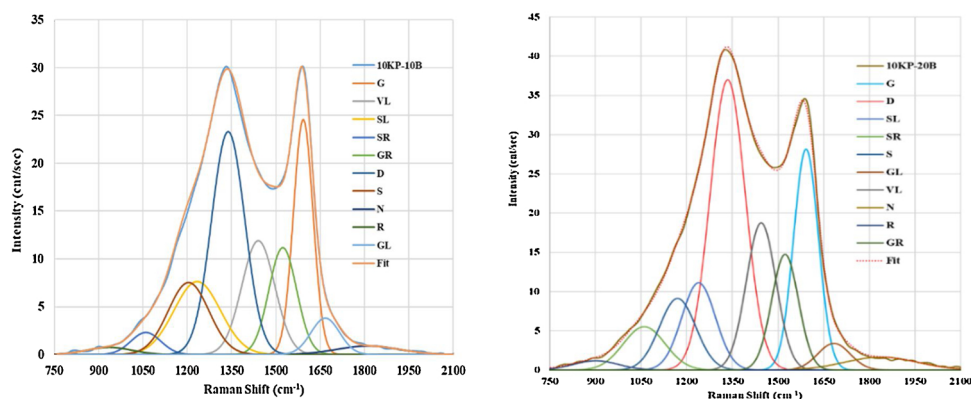 35
30
25
20
15
10
5
0
Intensity (cnt/sec)
750 900 1050 1200 1350 1500 1650 1800 1950 2100
Raman Shift (cm-1)
10KP-10B
G
VL
SL
SR
GR
D
S
N
R
GL
Fit
45
40
35
30
25
20
15
10
5
0
Intensity (cnt/sec)
750 900 1050 1200 1350 1500 1650 1800 1950 2100
Raman Shift (cm-1)
10KP-20B
G
D
SL
SR
S
GL
VL
N
R
GR
Fit